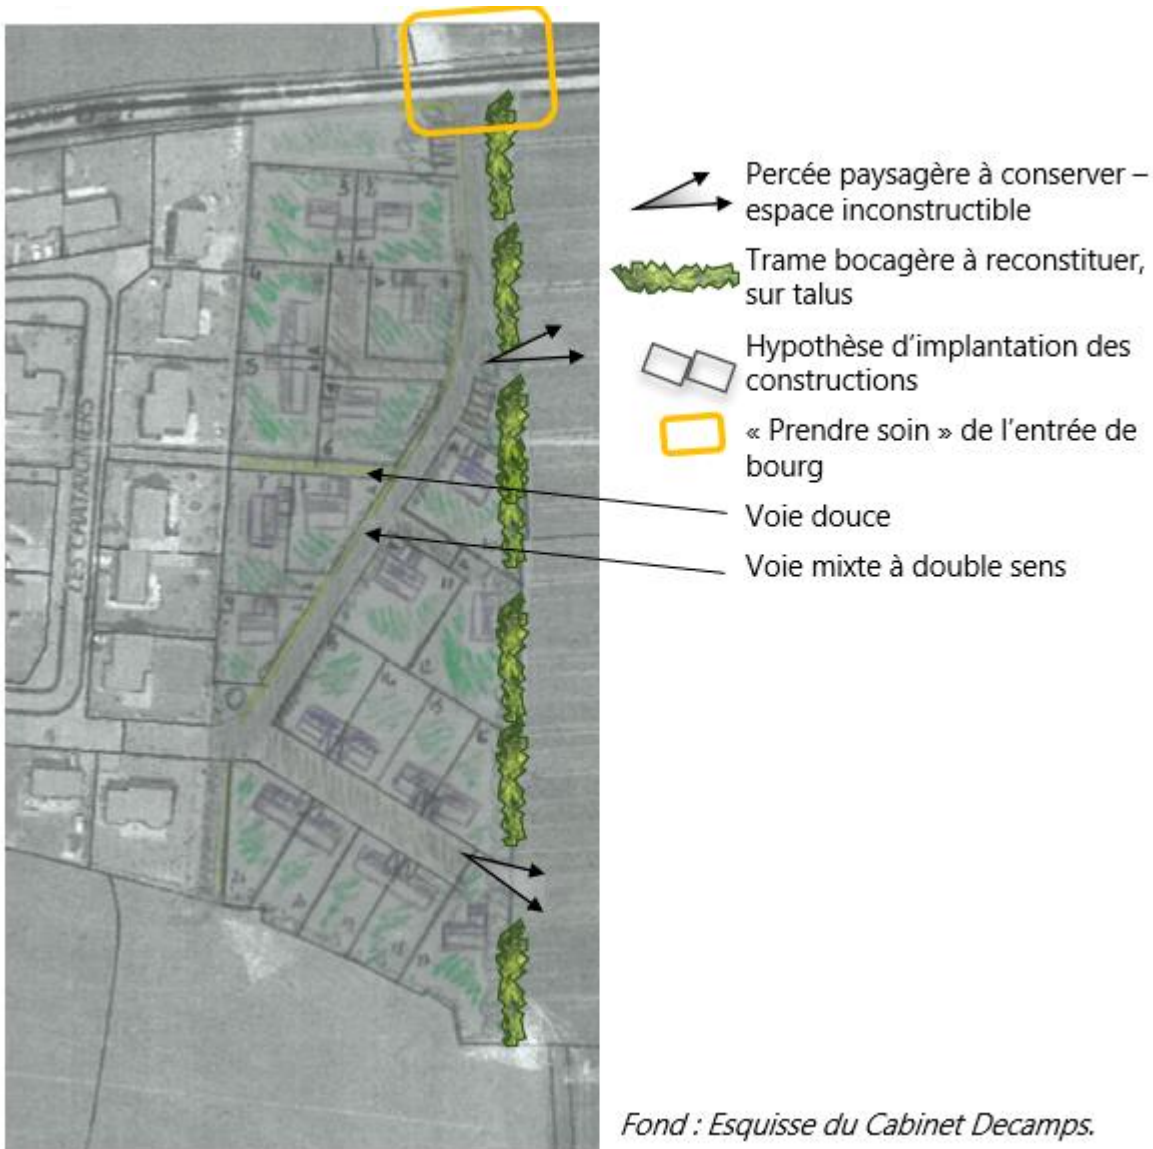 Percée paysagère à conserver –
espace inconstructible
Trame bocagère à reconstituer,
sur talus
Hypothèse d'implantation des
constructions
« Prendre soin » de l'entrée de
bourg
Voie douce
Voie mixte à double sens
LES CHATAIGNIERS
Fond : Esquisse du Cabinet Decamps.